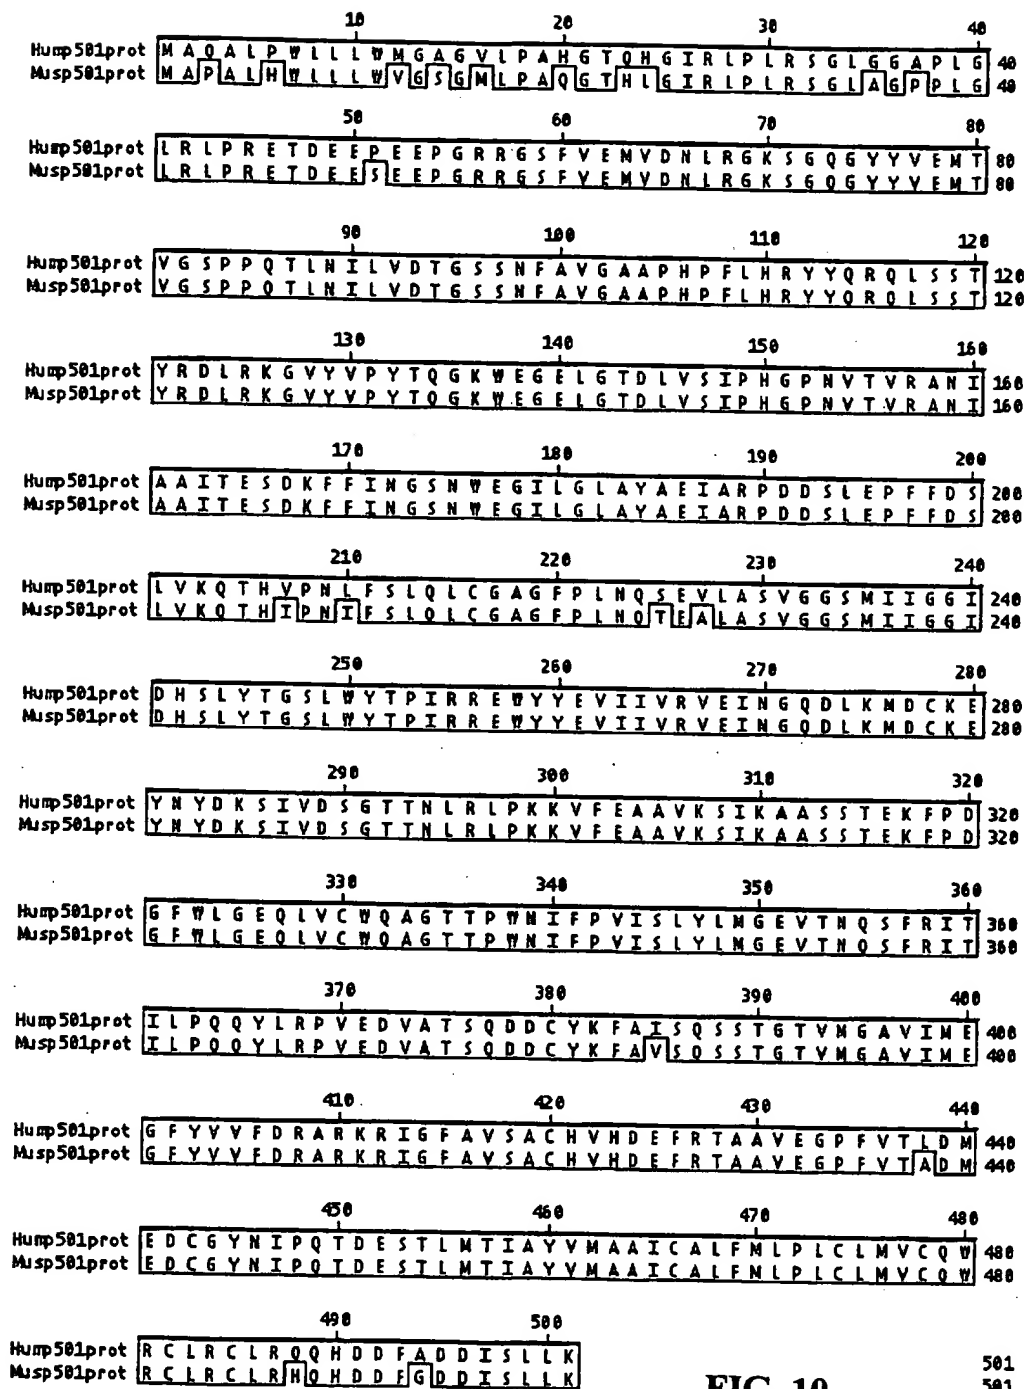 10 20 30 40
Hump501prot M A Q A L P W L L L W M G A G V L P A H G T Q H G I R L P L R S G L G G A P L G 40
Musp501prot M A P A L H W L L L W V G S G M L P A Q G T H L G I R L P L R S G L A G P P L G 40
50 60 70 80
Hump501prot L R L P R E T D E E P E E P G R R G S F V E M V D N L R G K S G Q G Y Y V E M T 80
Musp501prot L R L P R E T D E E S E E P G R R G S F V E M V D N L R G K S G Q G Y Y V E M T 80
90 100 110 120
Hump501prot V G S P P Q T L N I L V D T G S S N F A V G A A P H P F L H R Y Y Q R Q L S S T 120
Musp501prot V G S P P Q T L N I L V D T G S S N F A V G A A P H P F L H R Y Y Q R Q L S S T 120
130 140 150 160
Hump501prot Y R D L R K G V Y V P Y T Q G K W E G E L G T D L V S I P H G P N V T V R A N I 160
Musp501prot Y R D L R K G V Y V P Y T Q G K W E G E L G T D L V S I P H G P N V T V R A N I 160
170 180 190 200
Hump501prot A A I T E S D K F F I N G S N W E G I L G L A Y A E I A R P D D S L E P F F D S 200
Musp501prot A A I T E S D K F F I N G S N W E G I L G L A Y A E I A R P D D S L E P F F D S 200
210 220 230 240
Hump501prot L V K Q T H V P N L F S L Q L C G A G F P L N Q S E V L A S V G G S M I I G G I 240
Musp501prot L V K Q T H I P N I F S L Q L C G A G F P L N Q T E A L A S V G G S M I I G G I 240
250 260 270 280
Hump501prot D H S L Y T G S L W Y T P I R R E W Y Y E V I I V R V E I N G Q D L K M D C K E 280
Musp501prot D H S L Y T G S L W Y T P I R R E W Y Y E V I I V R V E I N G Q D L K M D C K E 280
290 300 310 320
Hump501prot Y N Y D K S I V D S G T T N L R L P K K V F E A A V K S I K A A S S T E K F P D 320
Musp501prot Y N Y D K S I V D S G T T N L R L P K K V F E A A V K S I K A A S S T E K F P D 320
330 340 350 360
Hump501prot G F W L G E Q L V C W Q A G T T P W N I F P V I S L Y L M G E V T N Q S F R I T 360
Musp501prot G F W L G E Q L V C W Q A G T T P W N I F P V I S L Y L M G E V T N Q S F R I T 360
370 380 390 400
Hump501prot I L P Q Q Y L R P V E D V A T S Q D D C Y K F A I S Q S S T G T V M G A V I M E 400
Musp501prot I L P Q Q Y L R P V E D V A T S Q D D C Y K F A V S Q S S T G T V M G A V I M E 400
410 420 430 440
Hump501prot G F Y V V F D R A R K R I G F A V S A C H V H D E F R T A A V E G P F V T L D M 440
Musp501prot G F Y V V F D R A R K R I G F A V S A C H V H D E F R T A A V E G P F V T A D M 440
450 460 470 480
Hump501prot E D C G Y N I P Q T D E S T L M T I A Y V M A A I C A L F M L P L C L M V C Q W 480
Musp501prot E D C G Y N I P Q T D E S T L M T I A Y V M A A I C A L F M L P L C L M V C Q W 480
490 500
Hump501prot R C L R C L R Q Q H D D F A D D I S L L K 501
Musp501prot R C L R C L R H Q H D D F G D D I S L L K 501
FIG. 10